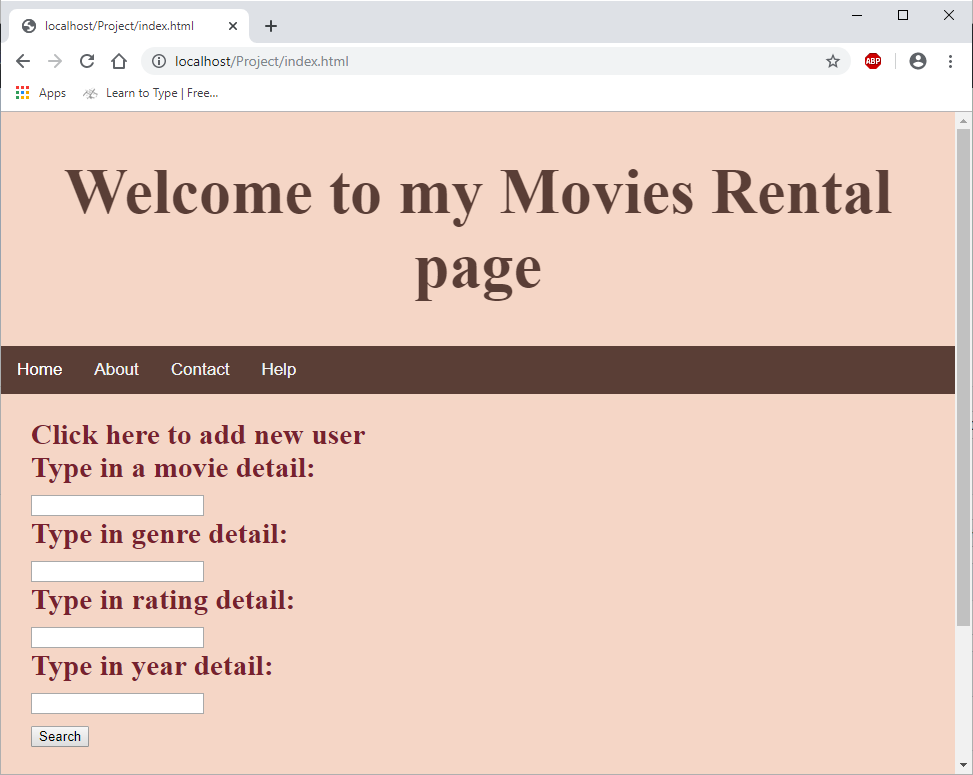 localhost/Project/index.html
localhost/Project/index.html
ABP
Apps
Learn to Type | Free...
Welcome to my Movies Rental
page
Home About Contact Help
Click here to add new user
Type in a movie detail:
Type in genre detail:
Type in rating detail:
Type in year detail:
Search